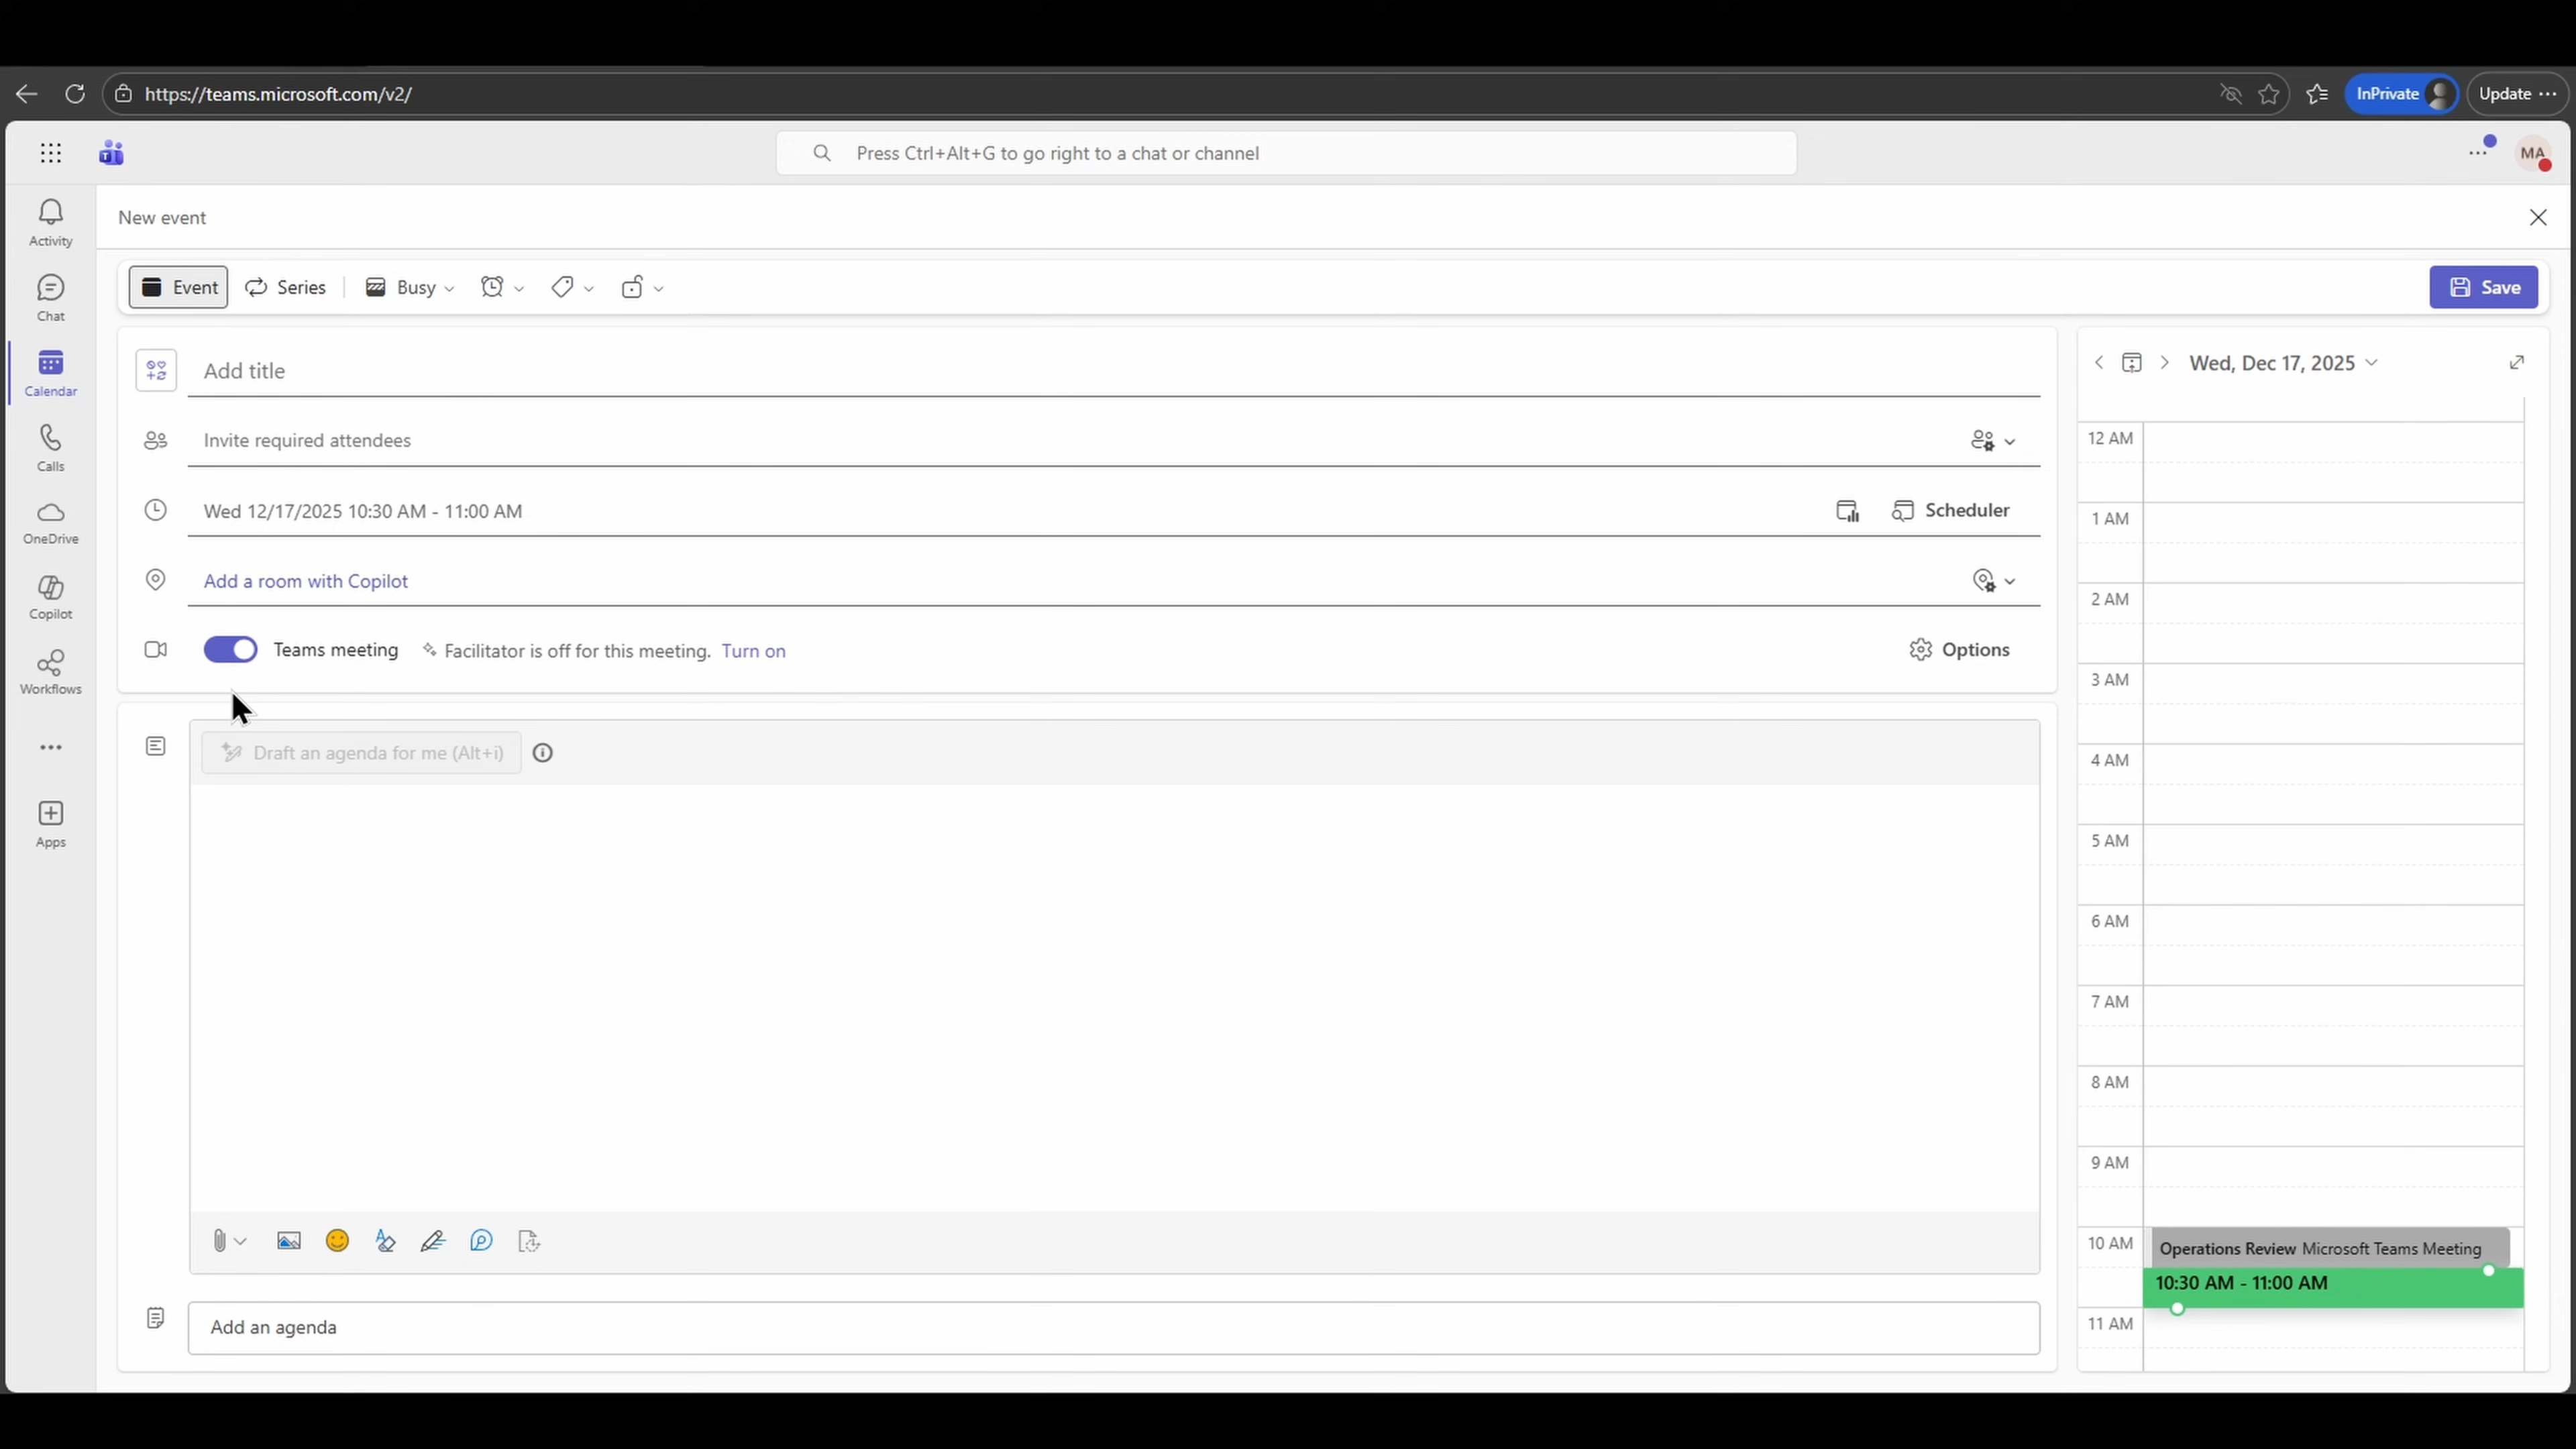 https://teams.microsoft.com/v2/
InPrivate
Update
Press Ctrl+Alt+G to go right to a chat or channel
MA
Activity
Chat
Calendar
Calls
OneDrive
Copilot
Workflows
Apps
New event
Event
Series
Busy
Save
Add title
Invite required attendees
Wed 12/17/2025 10:30 AM - 11:00 AM
Scheduler
Add a room with Copilot
Teams meeting
Facilitator is off for this meeting. Turn on
Options
Draft an agenda for me (Alt+i)
Add an agenda
Wed, Dec 17, 2025
12 AM
1 AM
2 AM
3 AM
4 AM
5 AM
6 AM
7 AM
8 AM
9 AM
10 AM
Operations Review Microsoft Teams Meeting
10:30 AM - 11:00 AM
11 AM